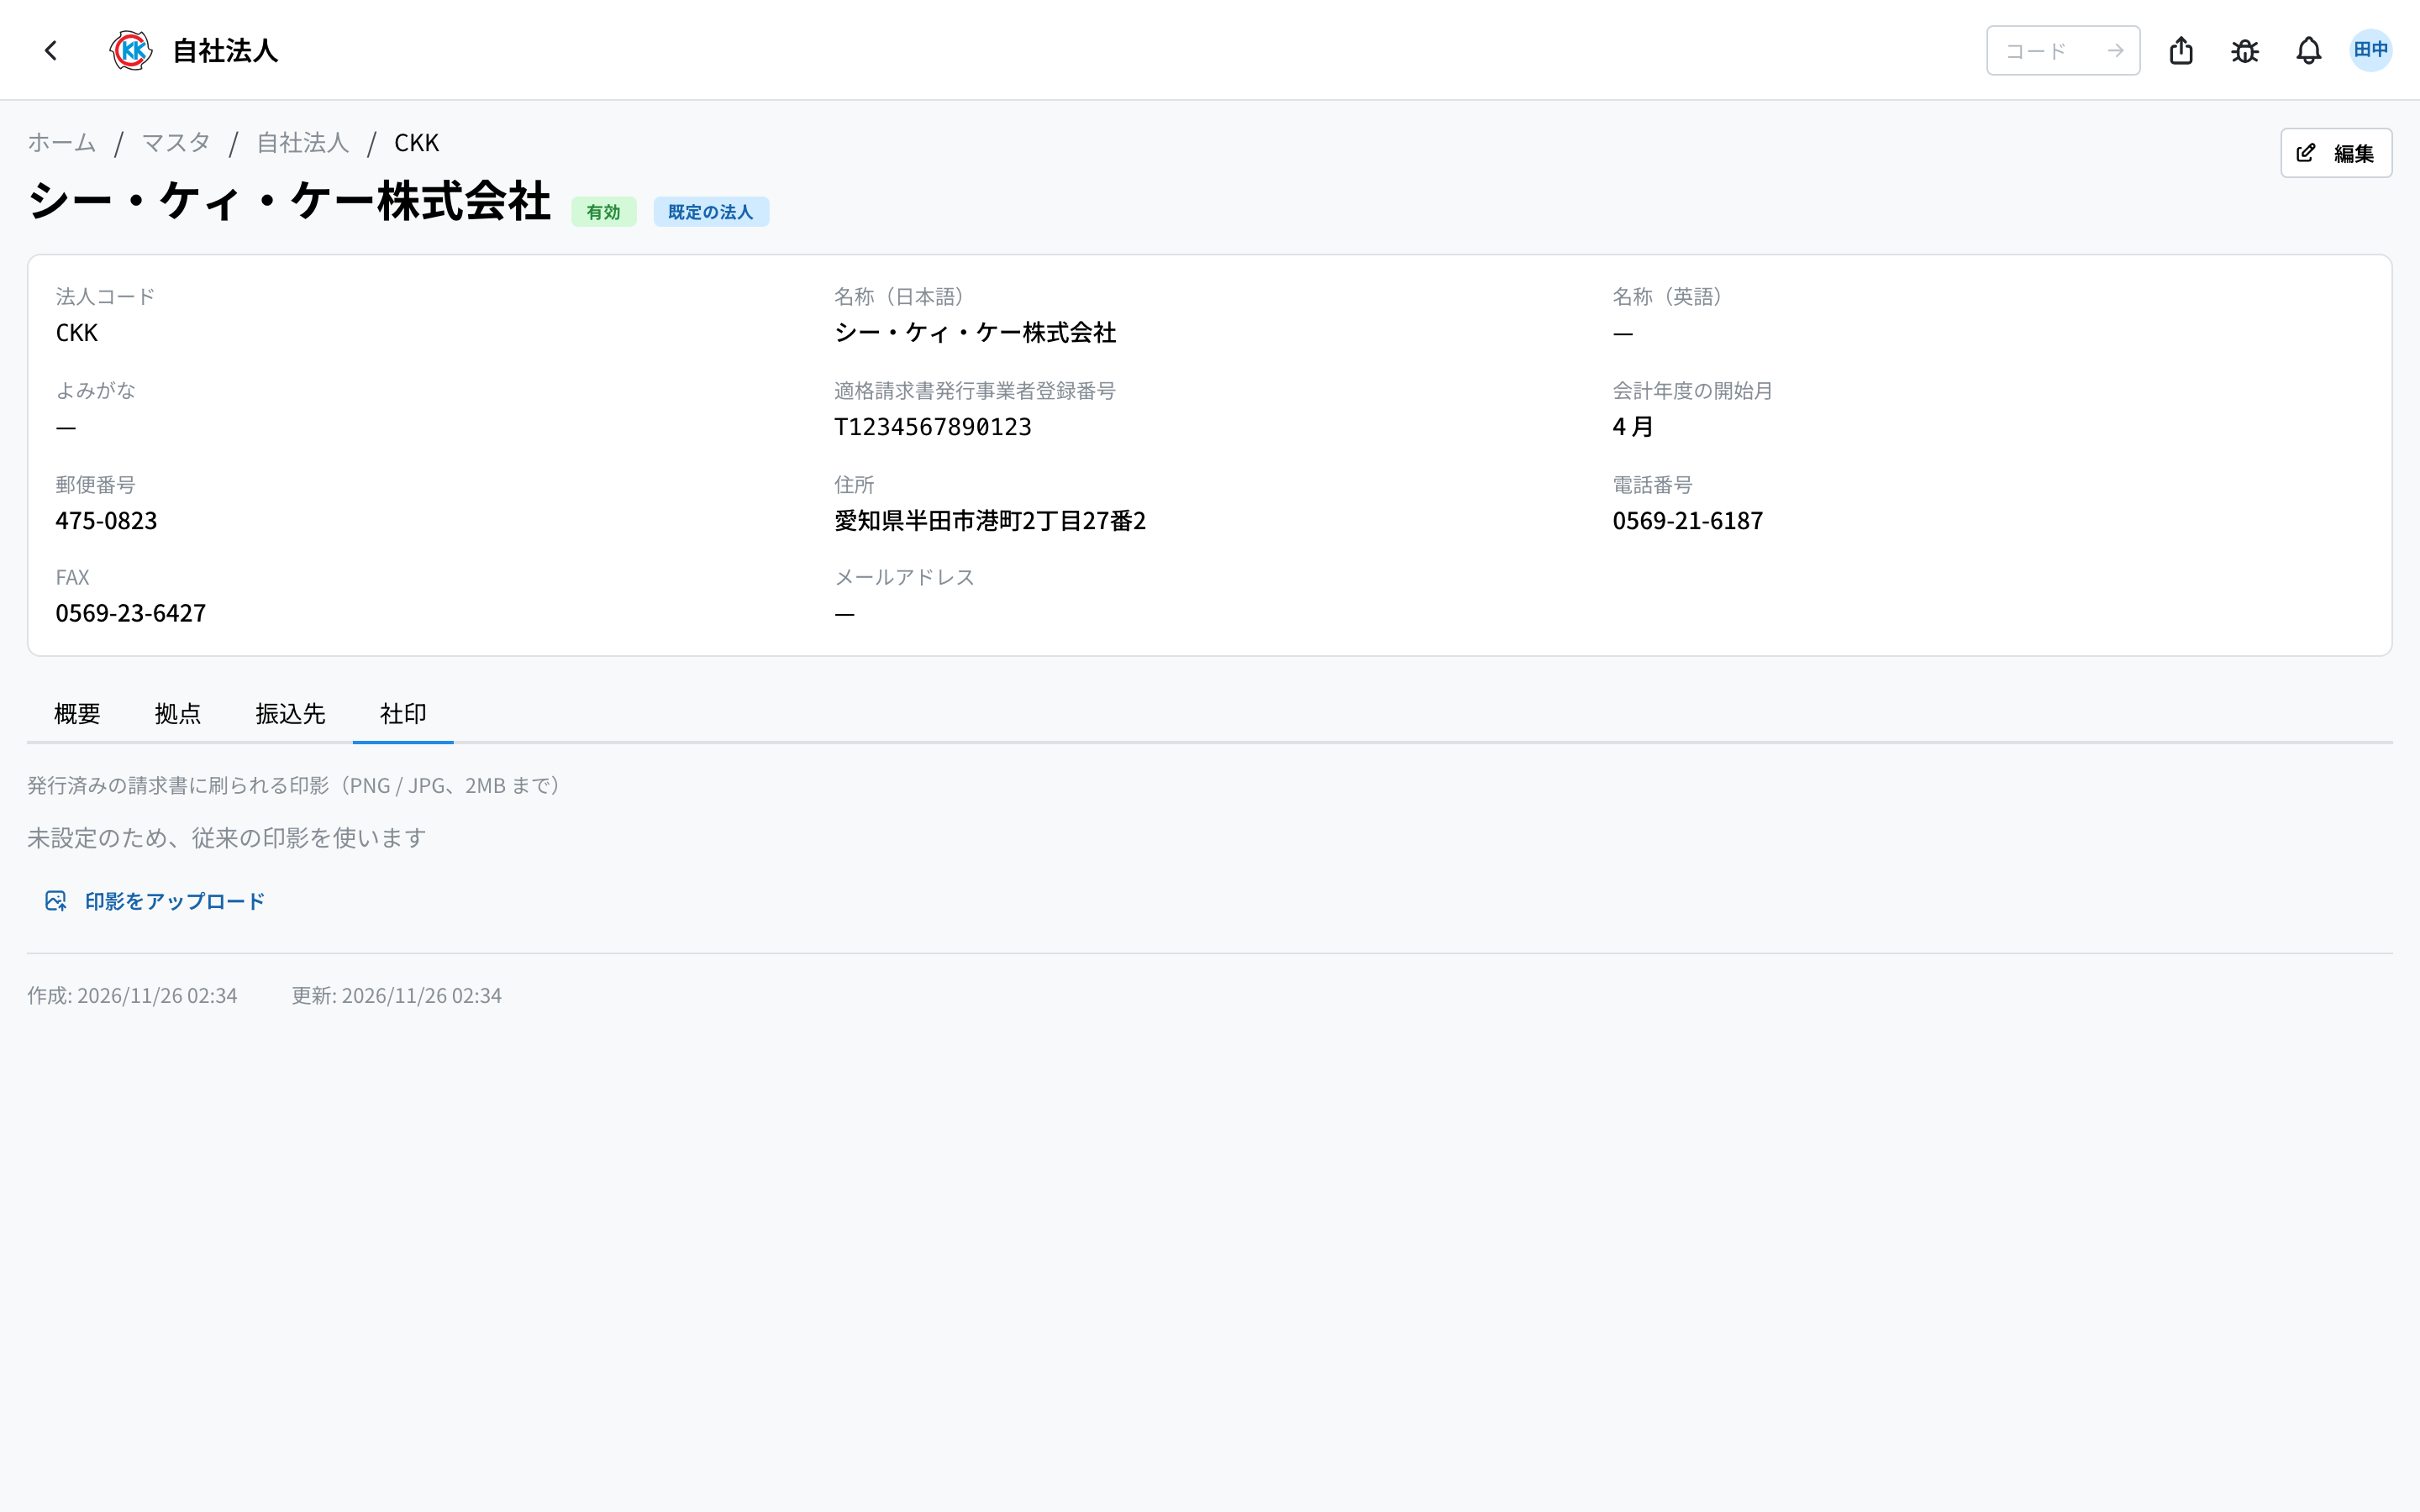 CKK 自社法人 コード 田中
ホーム / マスタ / 自社法人 / CKK
編集
シー・ケィ・ケー株式会社 有効 既定の法人
法人コード 名称（日本語） 名称（英語）
CKK シー・ケィ・ケー株式会社 —
よみがな 適格請求書発行事業者登録番号 会計年度の開始月
— T1234567890123 4 月
郵便番号 住所 電話番号
475-0823 愛知県半田市港町2丁目27番2 0569-21-6187
FAX メールアドレス
0569-23-6427 —
概要 拠点 振込先 社印
発行済みの請求書に刷られる印影（PNG / JPG、2MB まで）
未設定のため、従来の印影を使います
印影をアップロード
作成: 2026/11/26 02:34 更新: 2026/11/26 02:34